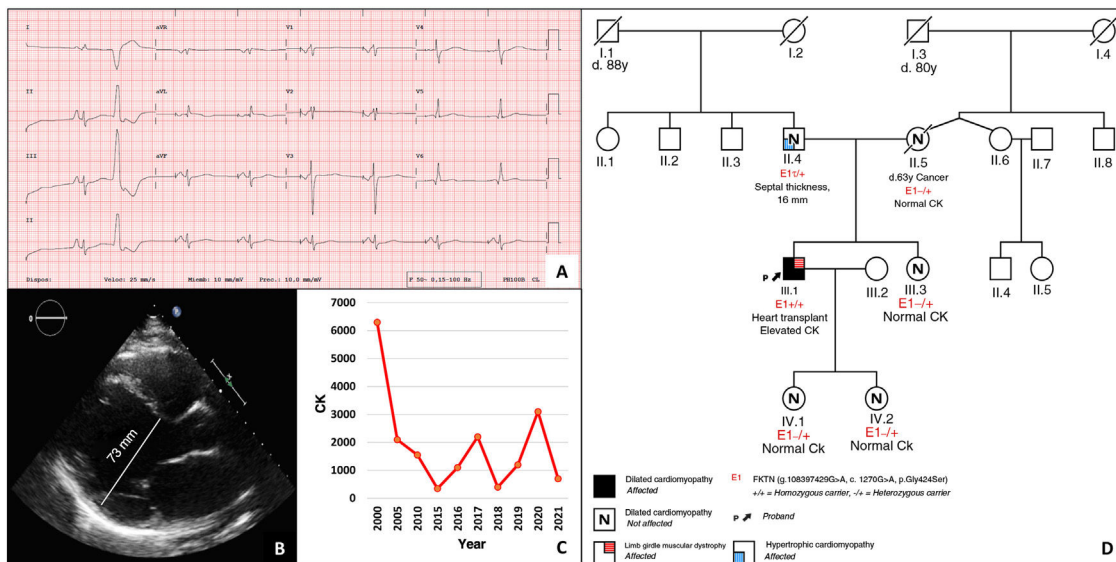 I
aVR
V1
V4
II
aVL
V2
V5
III
aVF
V3
V6
II
Dispos:
Veloc: 25 mm/s
Miemb: 10 mm/mV
Prec.: 10,0 mm/mV
F 50~ 0,15-100 Hz
PH100B CL
A
73 mm
B
7000
6000
5000
4000
3000
2000
1000
0
CK
2000
2005
2010
2015
2016
2017
2018
2019
2020
2021
Year
C
I.1
d. 88y
I.2
I.3
d. 80y
I.4
II.1
II.2
II.3
N
II.4
E1τ/+
Septal thickness,
16 mm
N
II.5
d.63y Cancer
E1–/+
Normal CK
II.6
II.7
II.8
P
III.1
E1+/+
Heart transplant
Elevated CK
III.2
N
III.3
E1–/+
Normal CK
II.4
II.5
N
IV.1
E1–/+
Normal Ck
N
IV.2
E1–/+
Normal CK
Dilated cardiomyopathy
Affected
E1
FKTN (g.108397429G>A, c. 1270G>A, p.Gly424Ser)
+/+ = Homozygous carrier, -/+ = Heterozygous carrier
N
Dilated cardiomyopathy
Not affected
P
Proband
Limb girdle muscular dystrophy
Affected
Hypertrophic cardiomyopathy
Affected
D